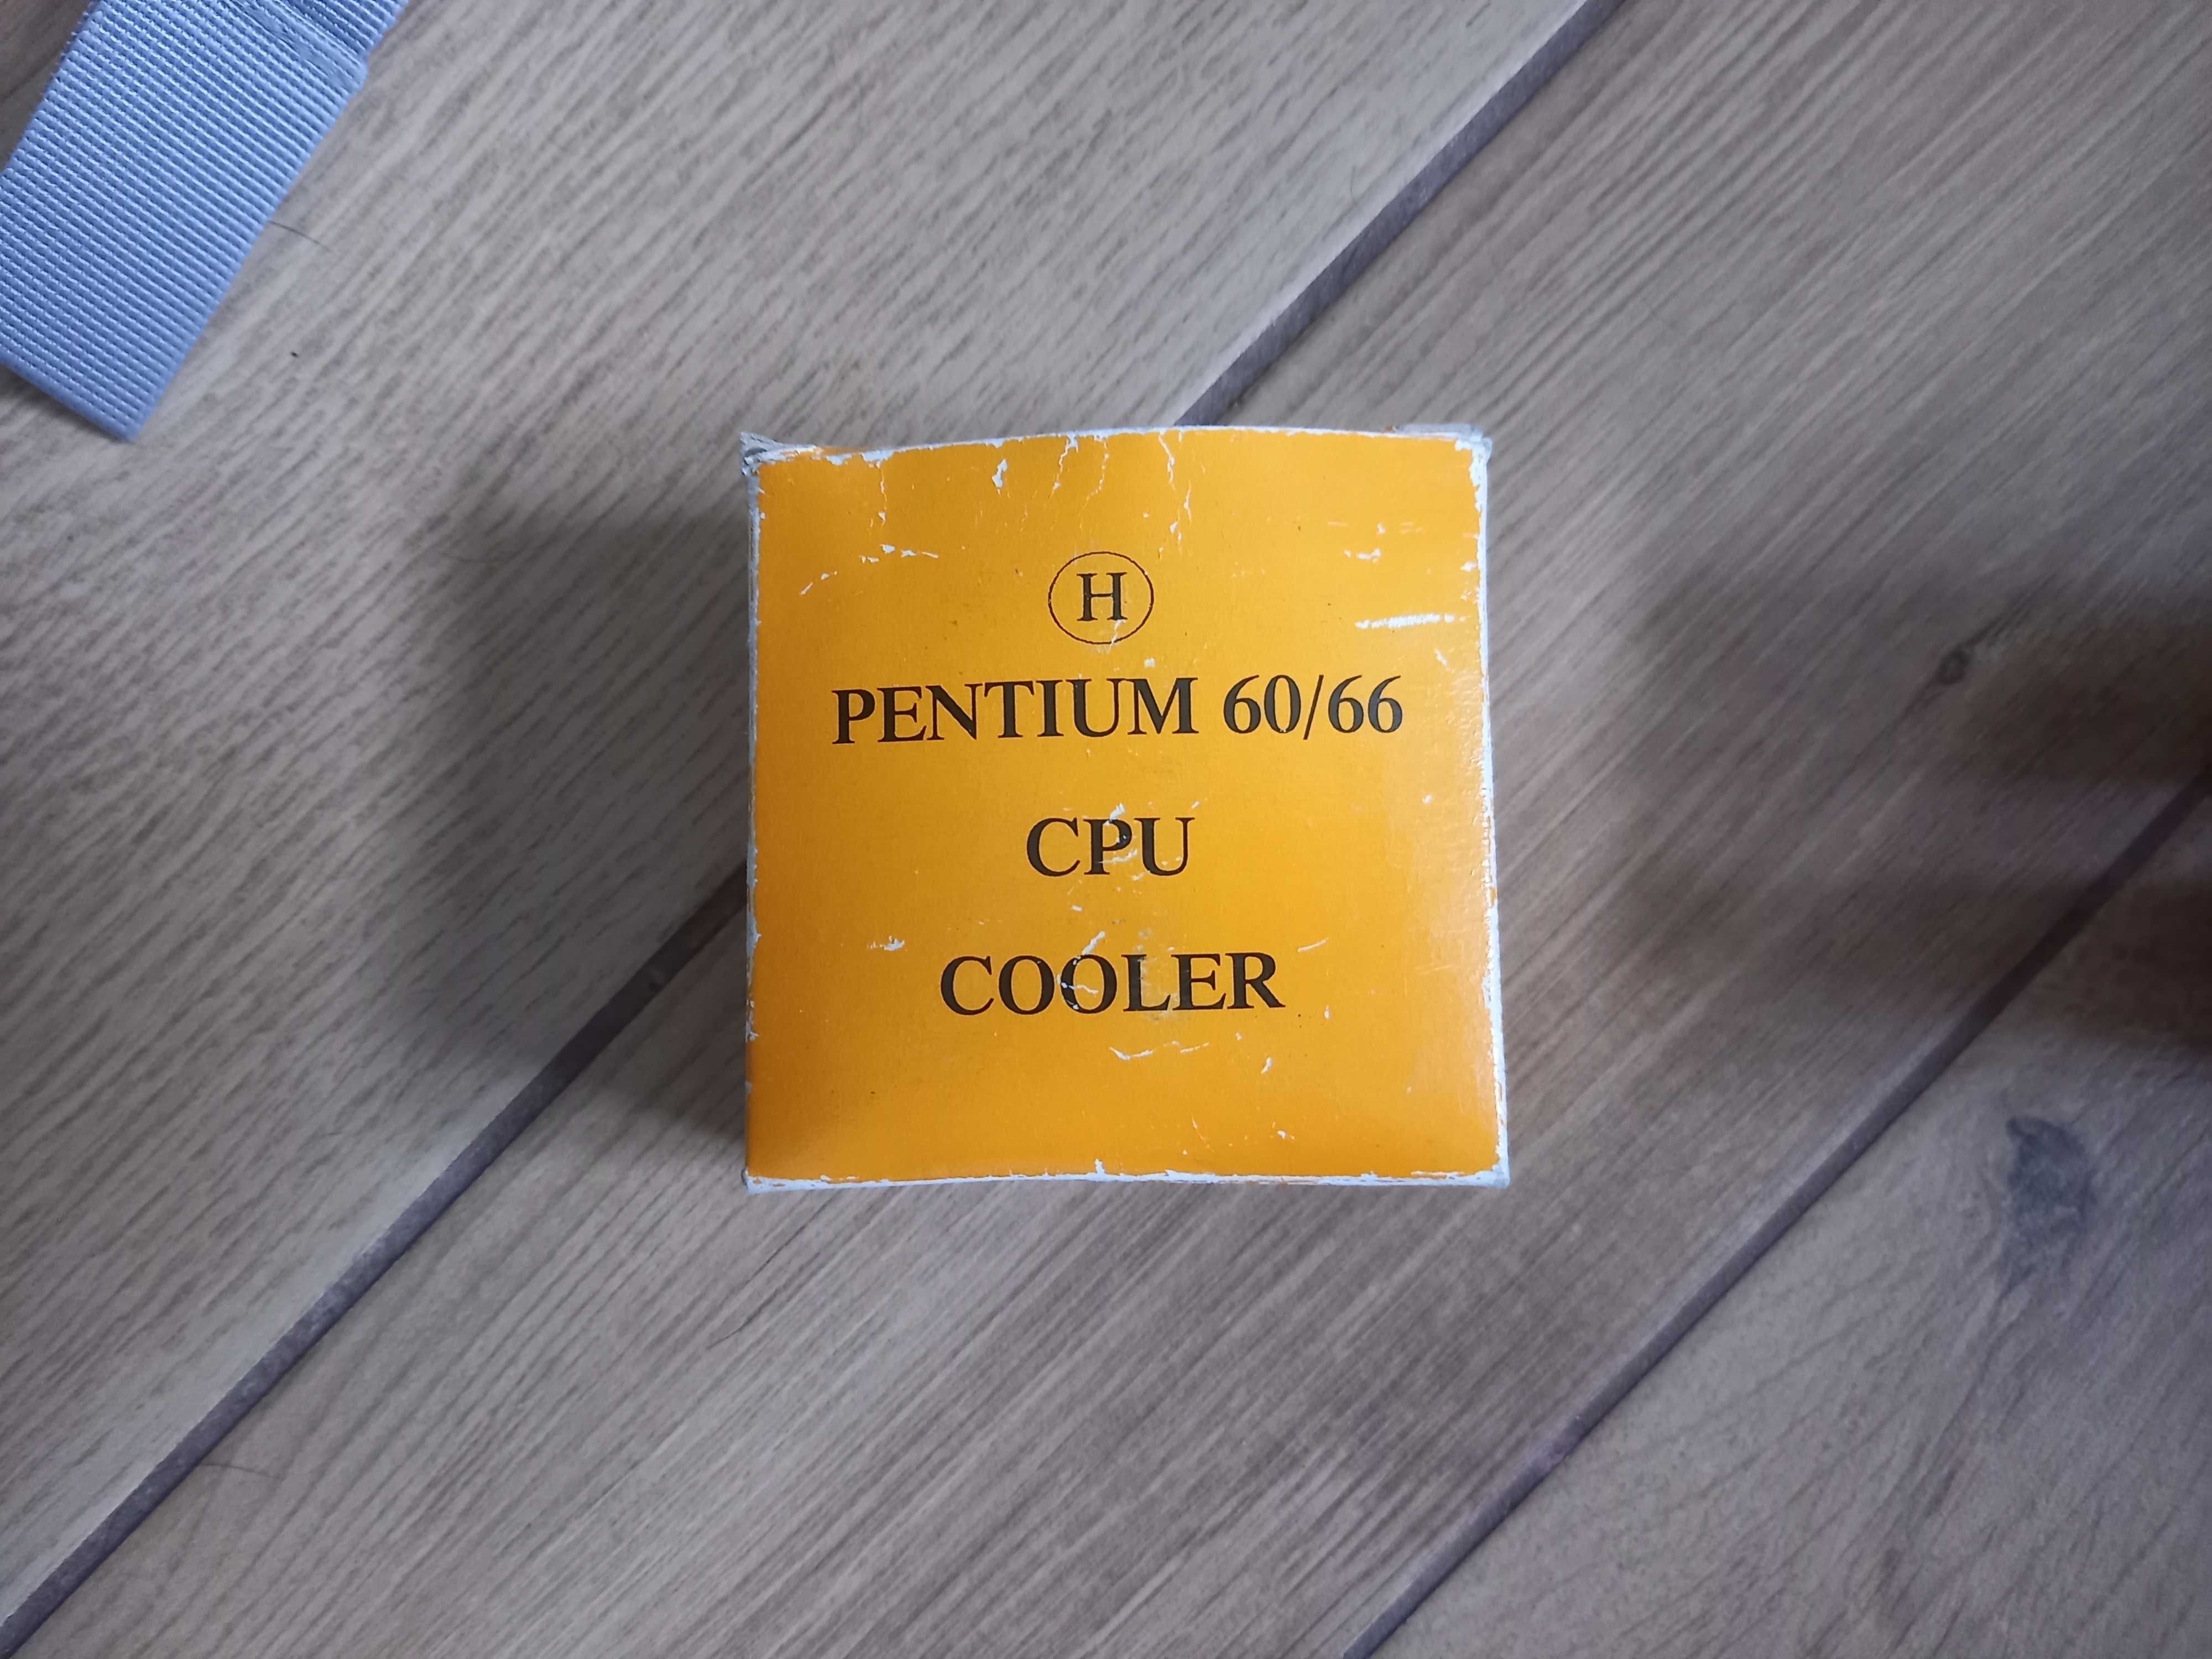 H
PENTIUM 60/66
CPU
COOLER